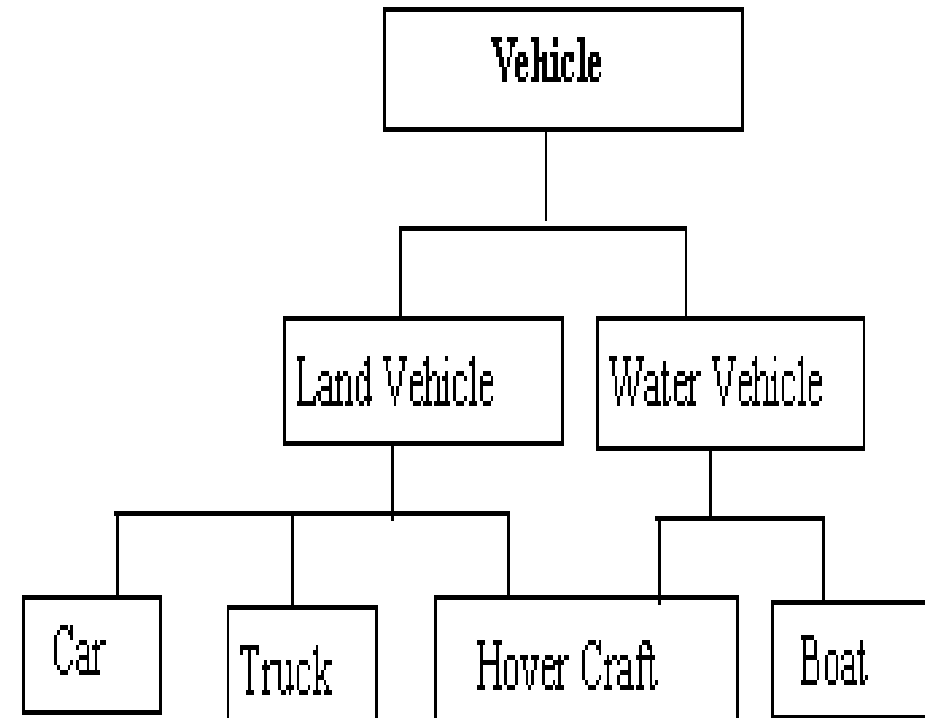 Vehicle
Land Vehicle
Water Vehicle
Car
Truck
Hover Craft
Boat